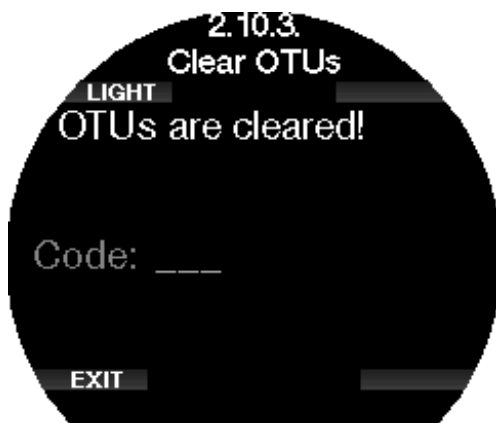 2.10.3.
Clear OTUs
LIGHT
OTUs are cleared!
Code: ___
EXIT